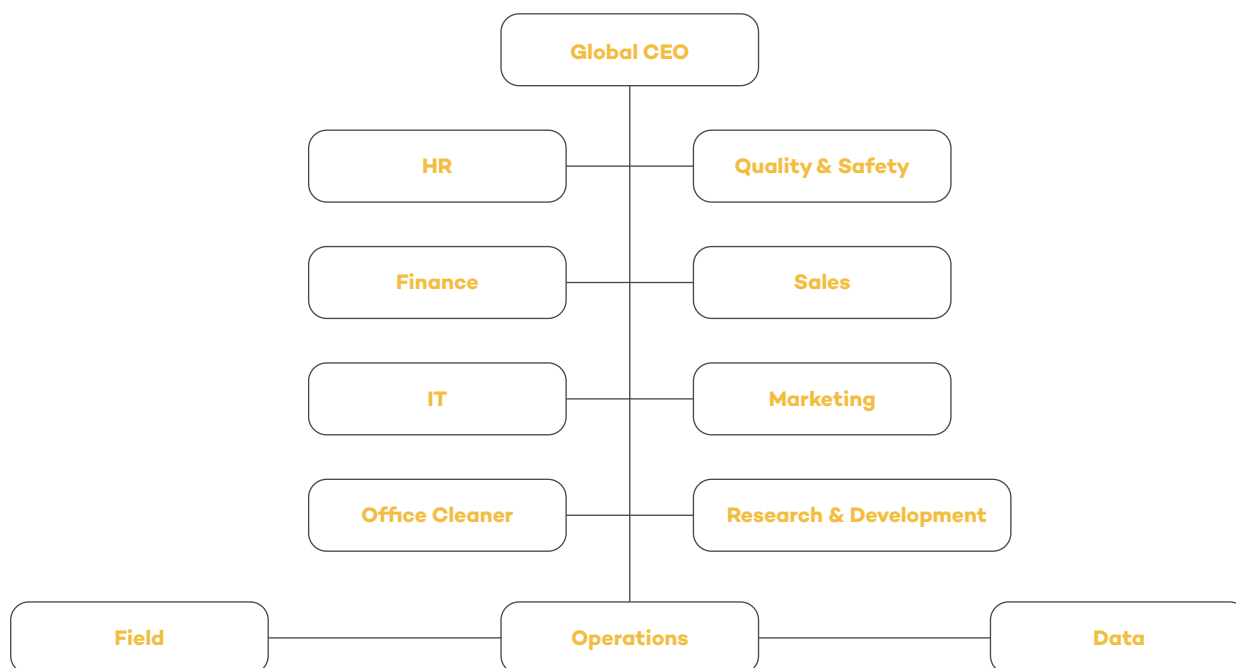 Global CEO
HR
Quality & Safety
Finance
Sales
IT
Marketing
Office Cleaner
Research & Development
Field
Operations
Data